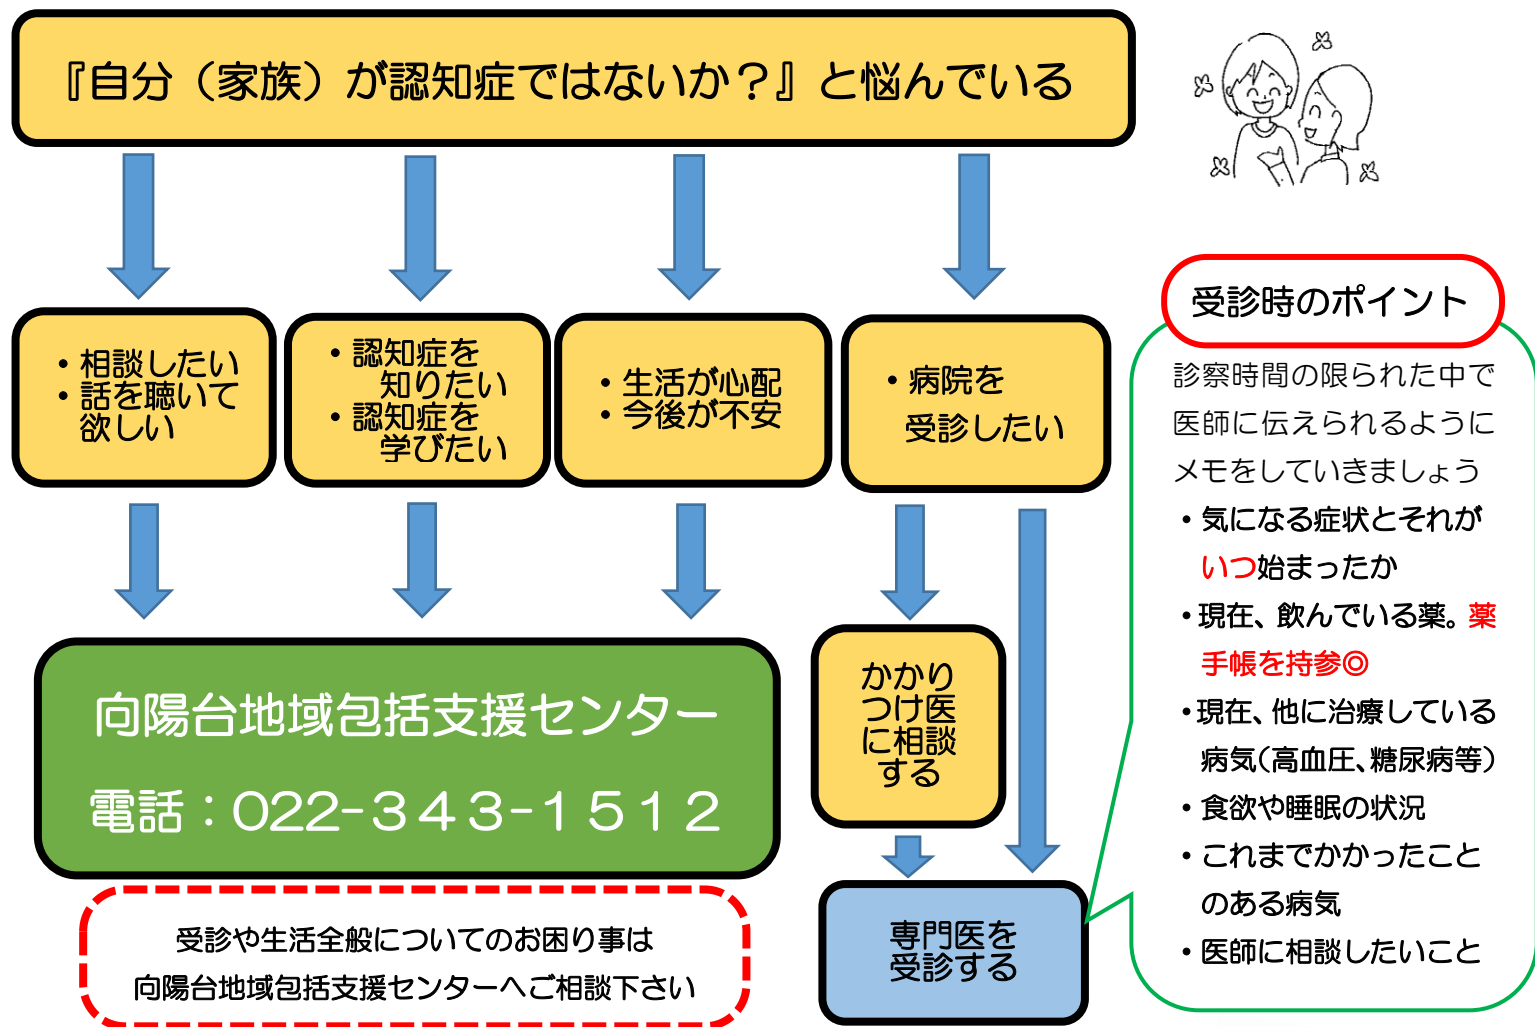 『自分（家族）が認知症ではないか？』と悩んでいる
・相談したい
・話を聴いて
欲しい
・認知症を
知りたい
・認知症を
学びたい
・生活が心配
・今後が不安
・病院を
受診したい
向陽台地域包括支援センター
電話：０２２-３４３-１５１２
受診や生活全般についてのお困り事は
向陽台地域包括支援センターへご相談下さい
かかり
つけ医
に相談
する
専門医を
受診する
受診時のポイント
診察時間の限られた中で
医師に伝えられるように
メモをしていきましょう
・気になる症状とそれが
いつ始まったか
・現在、飲んでいる薬。薬
手帳を持参◎
・現在、他に治療している
病気（高血圧、糖尿病等）
・食欲や睡眠の状況
・これまでかかったこと
のある病気
・医師に相談したいこと